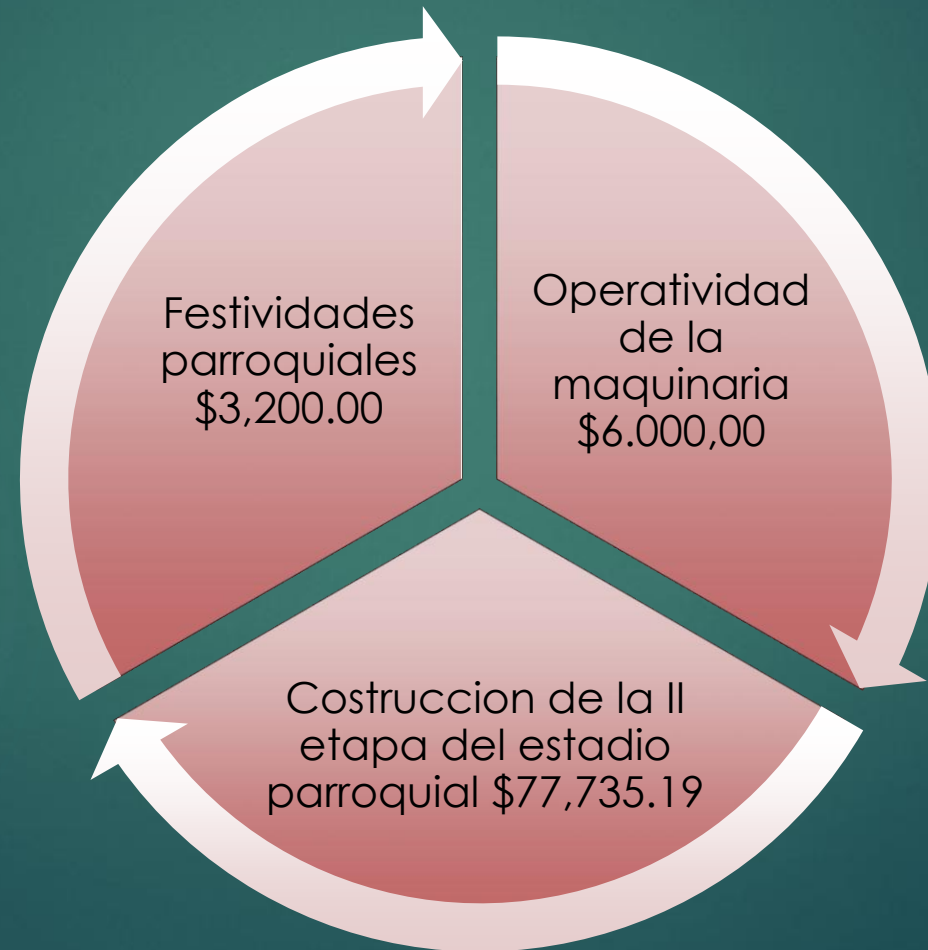 Festividades
parroquiales
$3,200.00
Operatividad
de la
maquinaria
$6.000,00
Costruccion de la II
etapa del estadio
parroquial $77,735.19